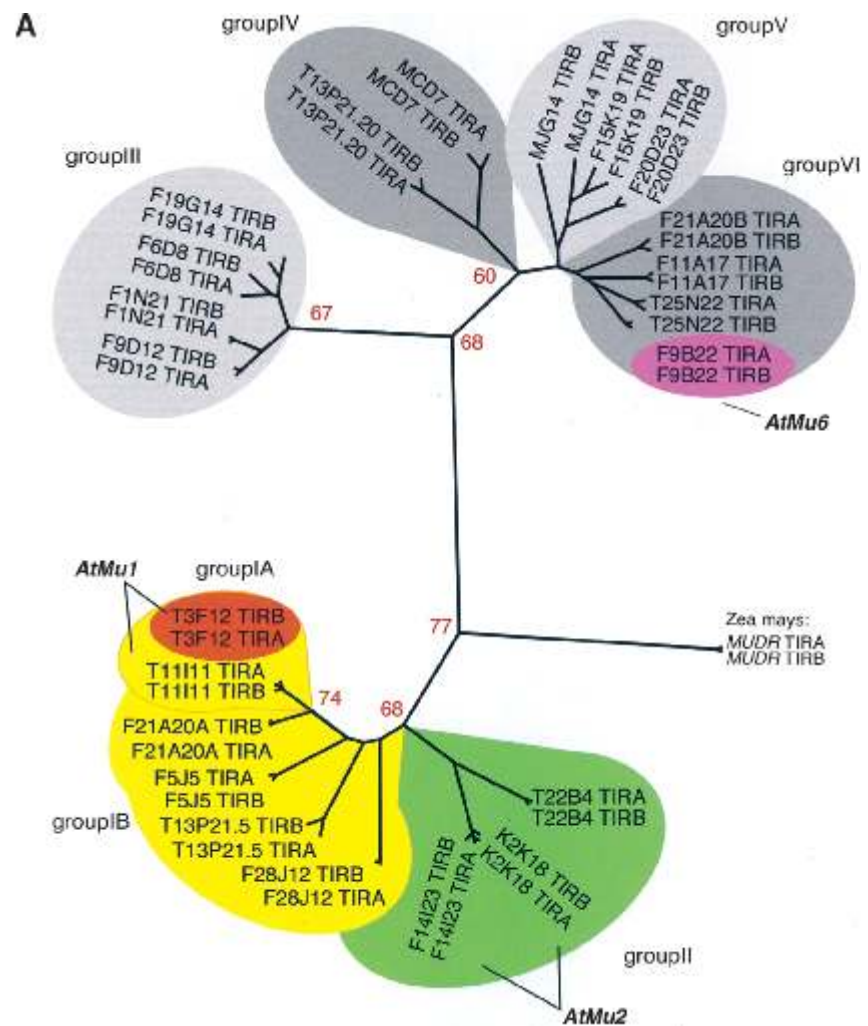 A
groupIV
groupV
MCD7 TIRA
MCD7 TIRB
T13P21.20 TIRB
T13P21.20 TIRA
MJG14 TIRB
MJG14 TIRA
F15K19 TIRA
F15K19 TIRB
F20D23 TIRA
F20D23 TIRB
groupIII
groupVI
F19G14 TIRB
F19G14 TIRA
F6D8 TIRB
F6D8 TIRA
F1N21 TIRB
F1N21 TIRA
F9D12 TIRB
F9D12 TIRA
F21A20B TIRA
F21A20B TIRB
F11A17 TIRA
F11A17 TIRB
T25N22 TIRA
T25N22 TIRB
F9B22 TIRA
F9B22 TIRB
60
67
68
AtMu6
AtMu1
groupIA
T3F12 TIRB
T3F12 TIRA
T11I11 TIRA
T11I11 TIRB
77
Zea mays:
MUDR TIRA
MUDR TIRB
74
68
F21A20A TIRB
F21A20A TIRA
F5J5 TIRA
F5J5 TIRB
groupIB
T13P21.5 TIRB
T13P21.5 TIRA
F28J12 TIRB
F28J12 TIRA
T22B4 TIRA
T22B4 TIRB
K2K18 TIRB
K2K18 TIRA
F14I23 TIRB
F14I23 TIRA
groupII
AtMu2